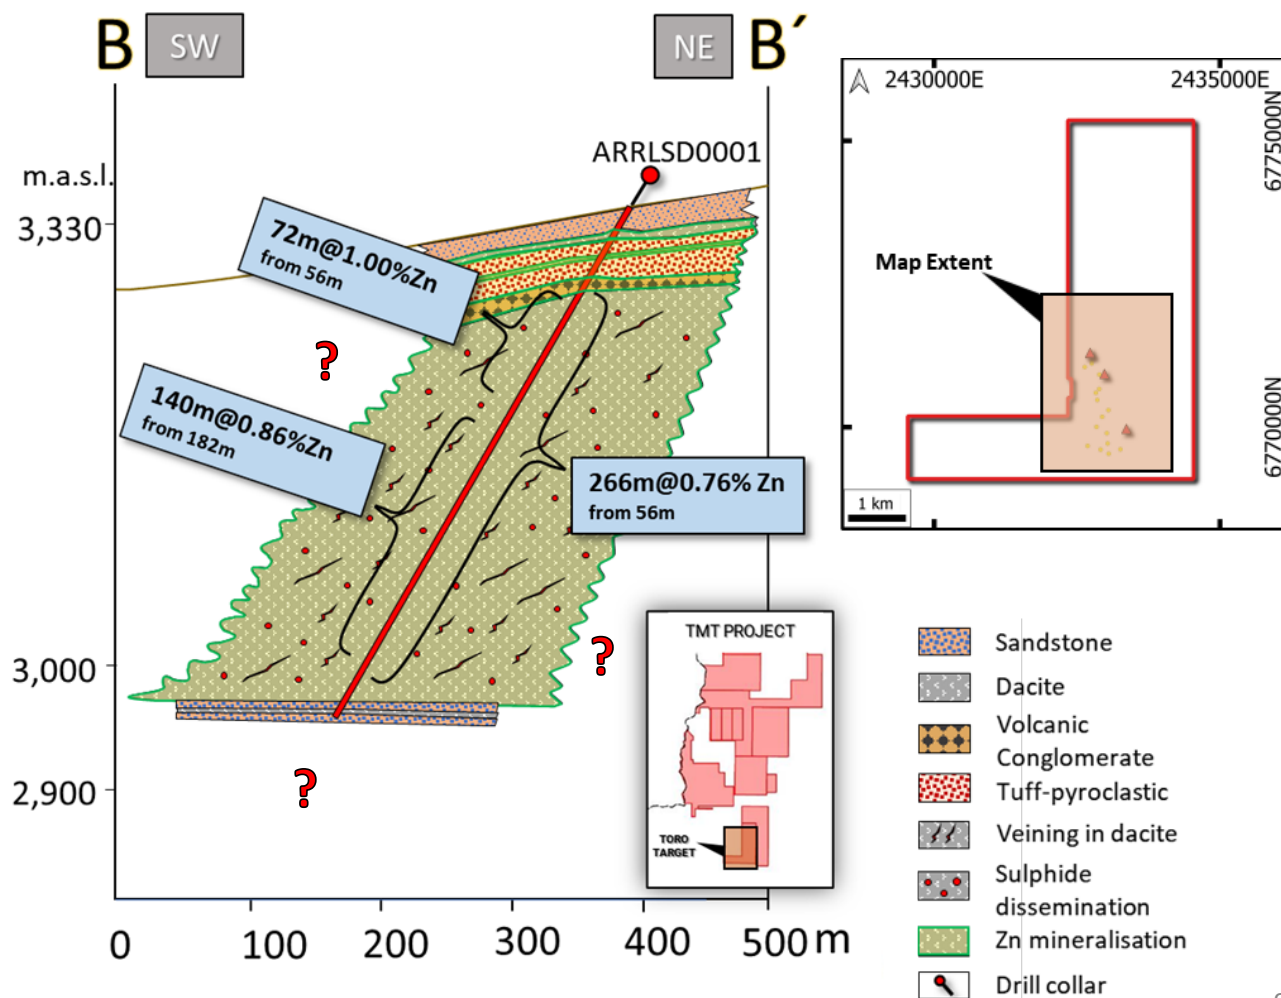 B
SW
NE
B´
ARRLSD0001
m.a.s.l.
3,330
3,000
2,900
72m@1.00%Zn
from 56m
140m@0.86%Zn
from 182m
266m@0.76% Zn
from 56m
?
?
?
0
100
200
300
400
500 m
TMT PROJECT
TORO
TARGET
2430000E
2435000E
6775000N
6770000N
Map Extent
1 km
Sandstone
Dacite
Volcanic
Conglomerate
Tuff-pyroclastic
Veining in dacite
Sulphide
dissemination
Zn mineralisation
Drill collar